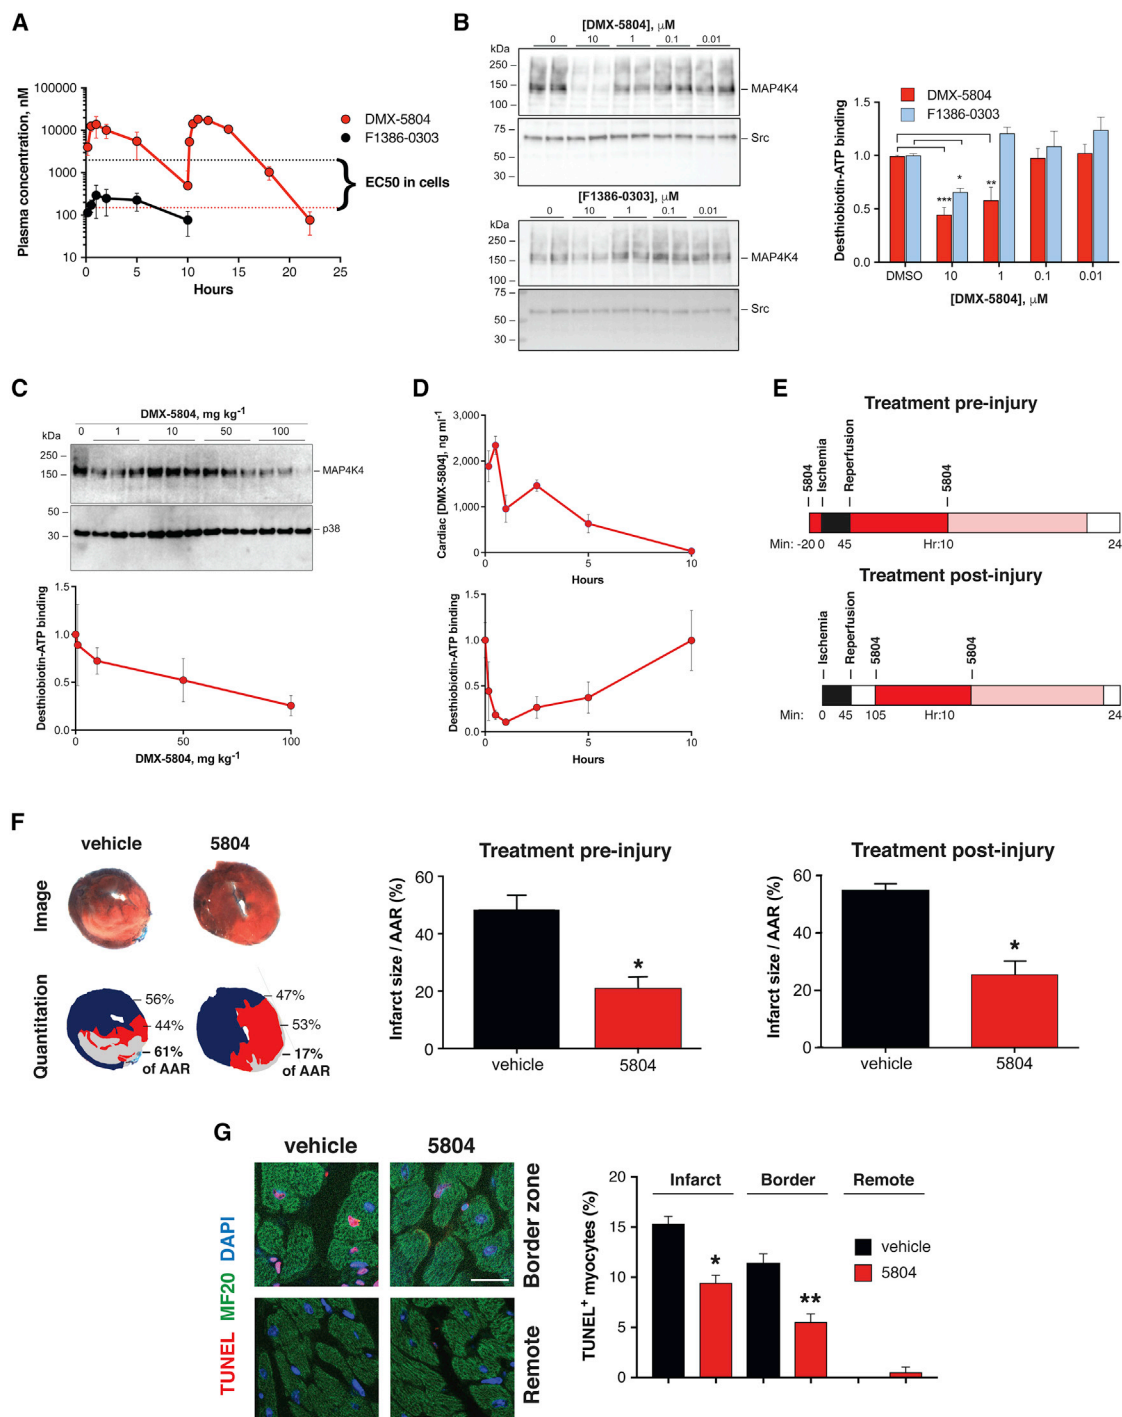 A
Plasma concentration, nM
100000
10000
1000
100
10
0
5
10
15
20
25
Hours
DMX-5804
F1386-0303
EC50 in cells
B
[DMX-5804], μM
kDa
0
10
1
0.1
0.01
250
150
100
MAP4K4
75
50
30
Src
[F1386-0303], μM
kDa
0
10
1
0.1
0.01
250
150
100
MAP4K4
75
50
30
Src
Desthiobiotin-ATP binding
1.5
1.0
0.5
0.0
DMX-5804
F1386-0303
***
*
**
DMSO
10
1
0.1
0.01
[DMX-5804], μM
C
DMX-5804, mg kg-1
kDa
0
1
10
50
100
250
150
MAP4K4
50
30
p38
Desthiobiotin-ATP binding
1.5
1.0
0.5
0.0
0
50
100
DMX-5804, mg kg-1
D
Cardiac [DMX-5804], ng ml-1
3,000
2,000
1,000
0
0
5
10
Hours
Desthiobiotin-ATP binding
1.5
1.0
0.5
0.0
0
5
10
Hours
E
Treatment pre-injury
5804
Ischemia
Reperfusion
5804
Min: -20 0 45 Hr:10 24
Treatment post-injury
Ischemia
Reperfusion
5804
5804
Min: 0 45 105 Hr:10 24
F
vehicle
5804
Image
Quantitation
56%
44%
61%
of AAR
47%
53%
17%
of AAR
Treatment pre-injury
Infarct size / AAR (%)
60
40
20
0
*
vehicle
5804
Treatment post-injury
Infarct size / AAR (%)
60
40
20
0
*
vehicle
5804
G
vehicle
5804
TUNEL MF20 DAPI
Border zone
Remote
TUNEL+ myocytes (%)
20
15
10
5
0
Infarct
Border
Remote
*
**
vehicle
5804